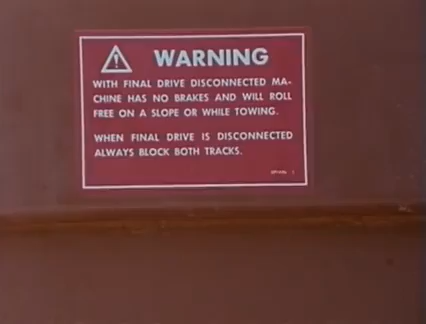 WARNING
WITH FINAL DRIVE DISCONNECTED MA-
CHINE HAS NO BRAKES AND WILL ROLL
FREE ON A SLOPE OR WHILE TOWING.
WHEN FINAL DRIVE IS DISCONNECTED
ALWAYS BLOCK BOTH TRACKS.